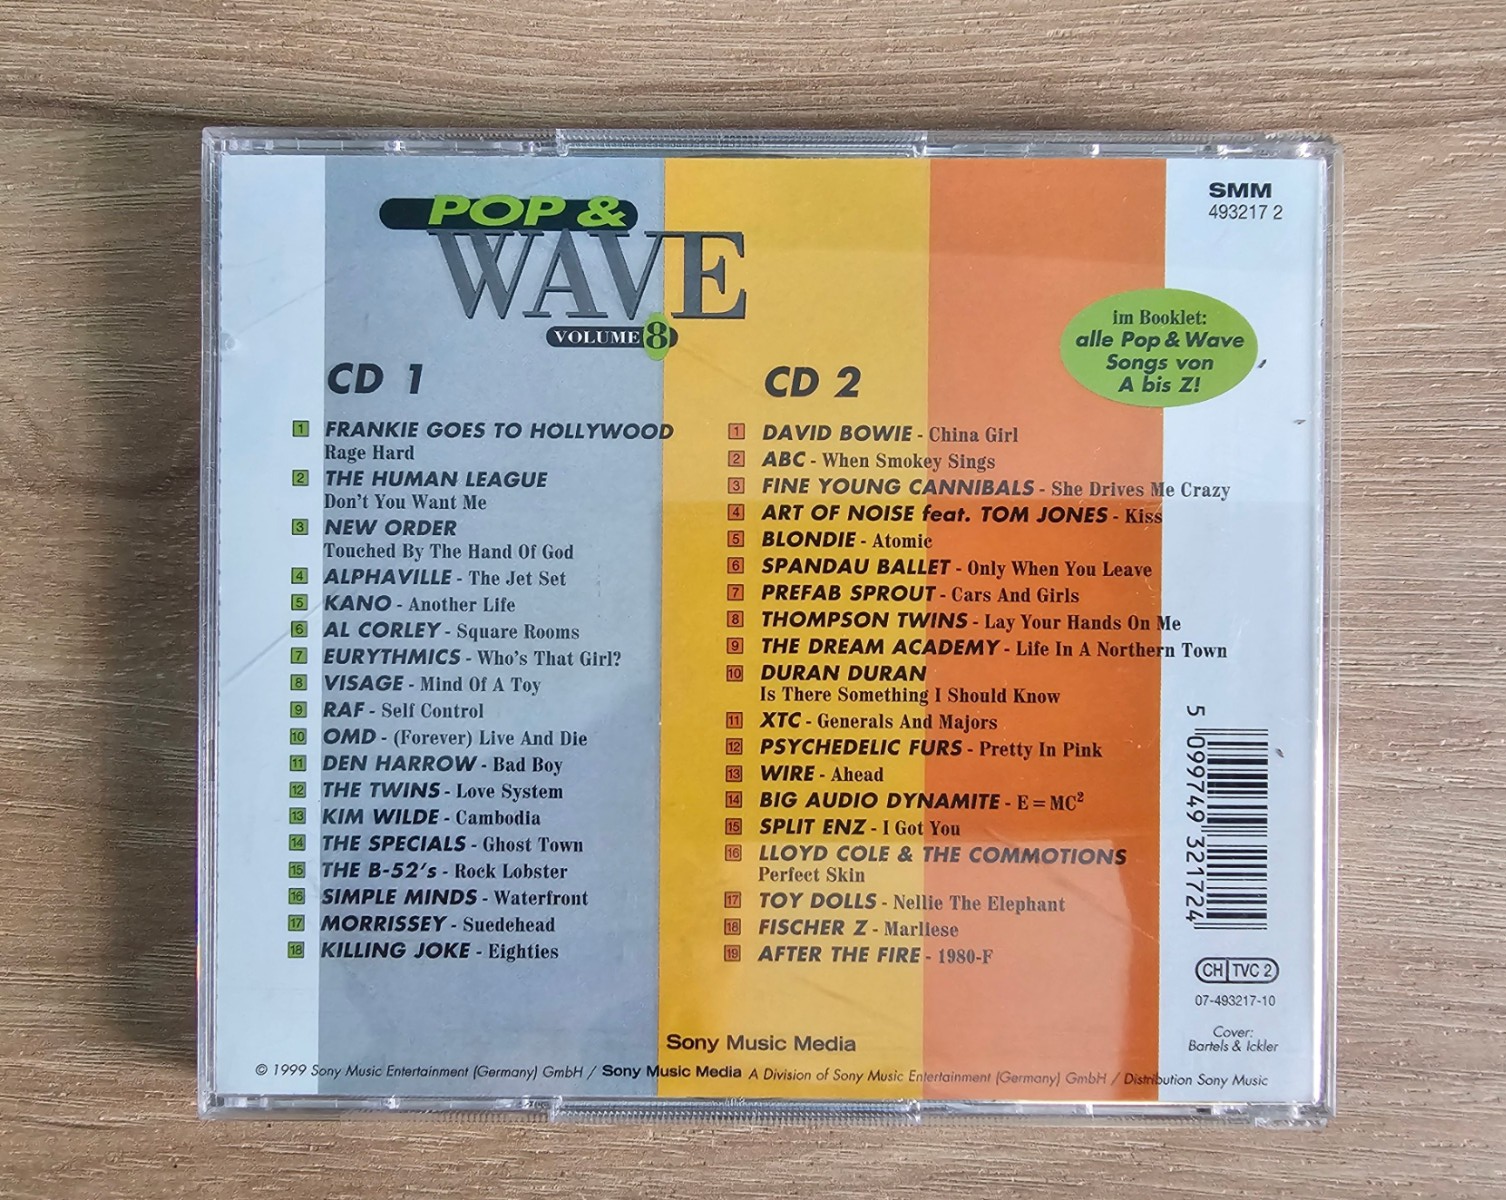 POP &
WAVE
VOLUME 8
SMM
493217 2
im Booklet:
alle Pop & Wave
Songs von
A bis Z!
CD 1
1 FRANKIE GOES TO HOLLYWOOD
Rage Hard
2 THE HUMAN LEAGUE
Don't You Want Me
3 NEW ORDER
Touched By The Hand Of God
4 ALPHAVILLE - The Jet Set
5 KANO - Another Life
6 AL CORLEY - Square Rooms
7 EURYTHMICS - Who's That Girl?
8 VISAGE - Mind Of A Toy
9 RAF - Self Control
10 OMD - (Forever) Live And Die
11 DEN HARROW - Bad Boy
12 THE TWINS - Love System
13 KIM WILDE - Cambodia
14 THE SPECIALS - Ghost Town
15 THE B-52's - Rock Lobster
16 SIMPLE MINDS - Waterfront
17 MORRISSEY - Suedehead
18 KILLING JOKE - Eighties
CD 2
1 DAVID BOWIE - China Girl
2 ABC - When Smokey Sings
3 FINE YOUNG CANNIBALS - She Drives Me Crazy
4 ART OF NOISE feat. TOM JONES - Kiss
5 BLONDIE - Atomic
6 SPANDAU BALLET - Only When You Leave
7 PREFAB SPROUT - Cars And Girls
8 THOMPSON TWINS - Lay Your Hands On Me
9 THE DREAM ACADEMY - Life In A Northern Town
10 DURAN DURAN
Is There Something I Should Know
11 XTC - Generals And Majors
12 PSYCHEDELIC FURS - Pretty In Pink
13 WIRE - Ahead
14 BIG AUDIO DYNAMITE - E=MC²
15 SPLIT ENZ - I Got You
16 LLOYD COLE & THE COMMOTIONS
Perfect Skin
17 TOY DOLLS - Nellie The Elephant
18 FISCHER Z - Marliese
19 AFTER THE FIRE - 1980-F
5 099749 321724
CH TVC 2
07-493217-10
Cover:
Bartels & Ickler
Sony Music Media
© 1999 Sony Music Entertainment (Germany) GmbH / Sony Music Media A Division of Sony Music Entertainment (Germany) GmbH / Distribution Sony Music